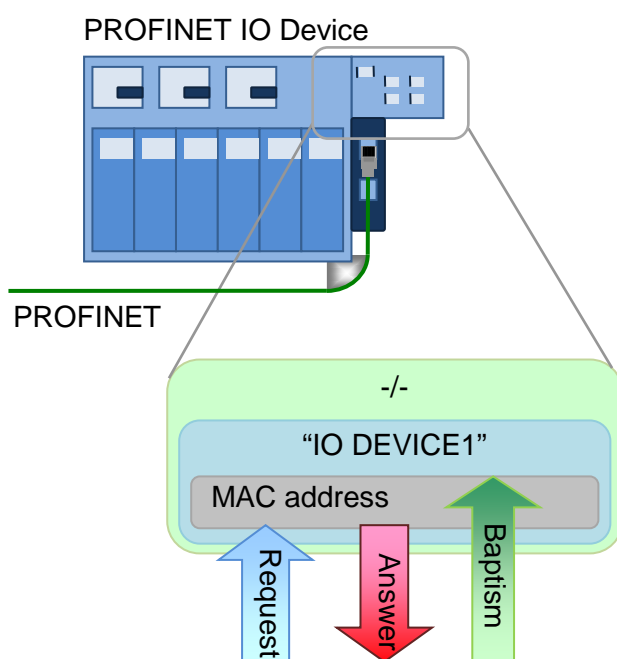 PROFINET IO Device
PROFINET
-/-
“IO DEVICE1”
MAC address
Request
Answer
Baptism